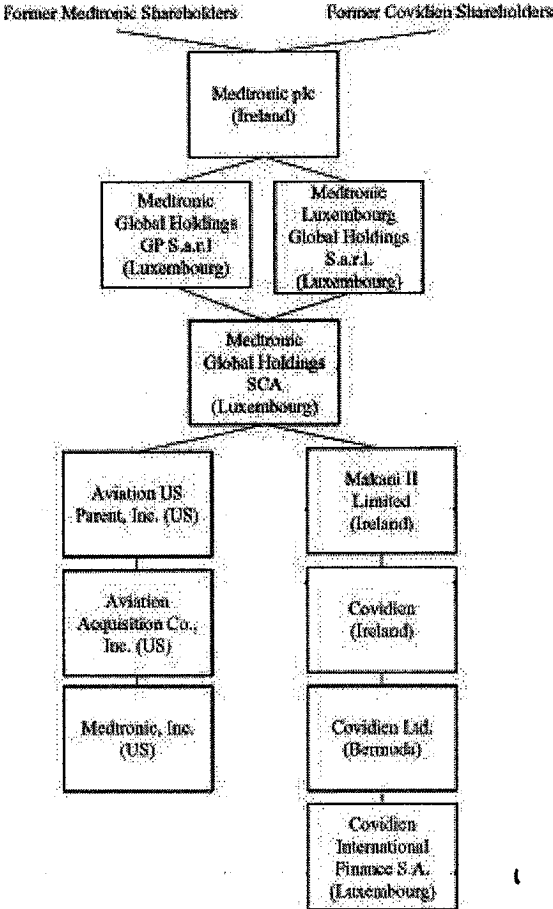 Former Medtronic Shareholders
Former Covidien Shareholders
Medtronic plc
(Ireland)
Medtronic
Global Holdings
GP S.a.r.l
(Luxembourg)
Medtronic
Luxembourg
Global Holdings
S.a.r.l.
(Luxembourg)
Medtronic
Global Holdings
SCA
(Luxembourg)
Aviation US
Parent, Inc. (US)
Makani II
Limited
(Ireland)
Aviation
Acquisition Co.,
Inc. (US)
Covidien
(Ireland)
Medtronic, Inc.
(US)
Covidien Ltd.
(Bermuda)
Covidien
International
Finance S.A.
(Luxembourg)